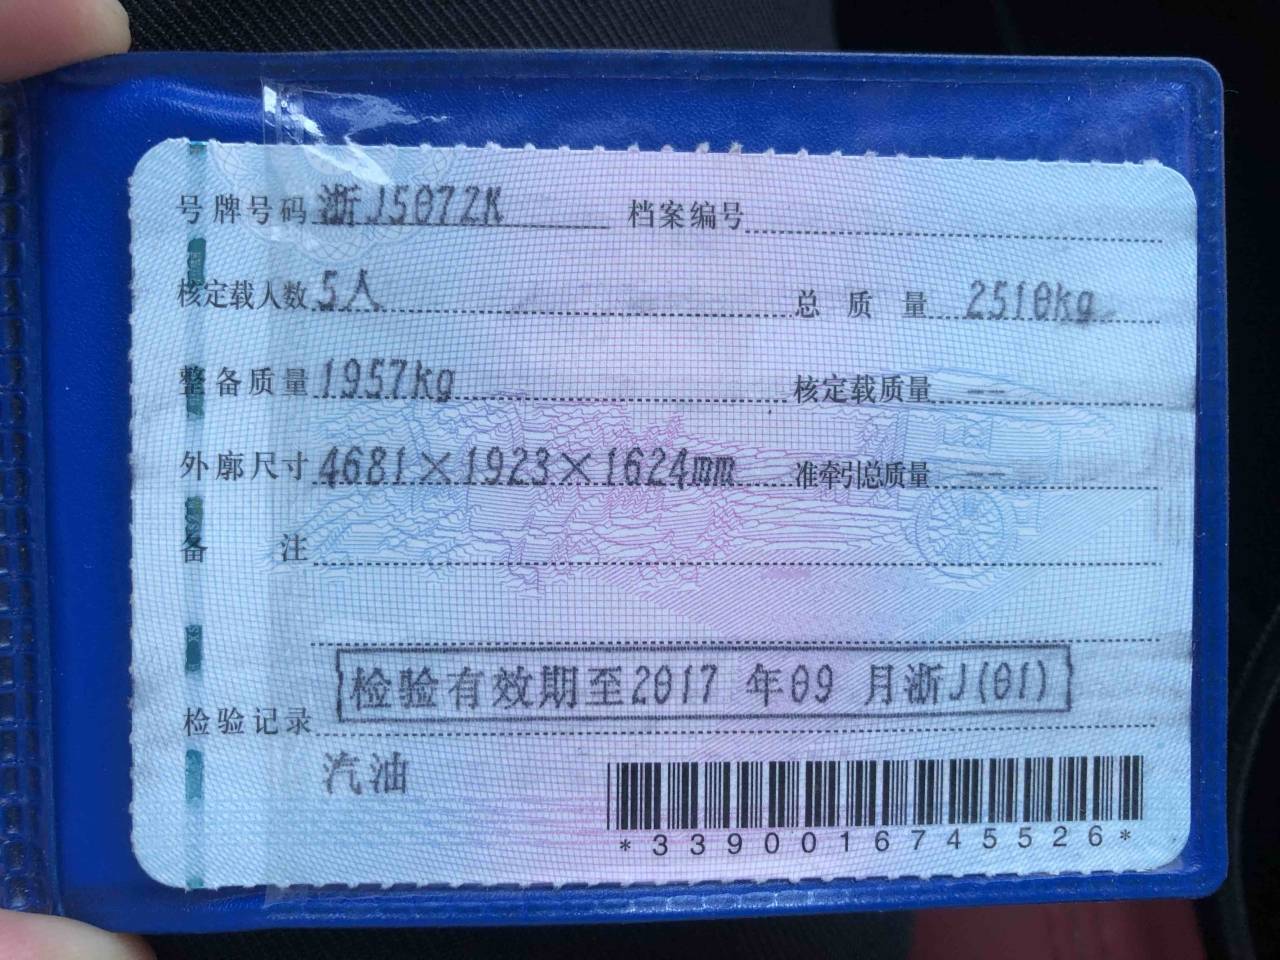 号牌号码 浙J5072K 档案编号
核定载人数 5人 总质量 2510kg
整备质量 1957kg 核定载质量 --
外廓尺寸 4681×1923×1624mm 准牵引总质量 --
备注
检验有效期至2017 年09 月浙J(01)
检验记录
汽油
*3390016745526*